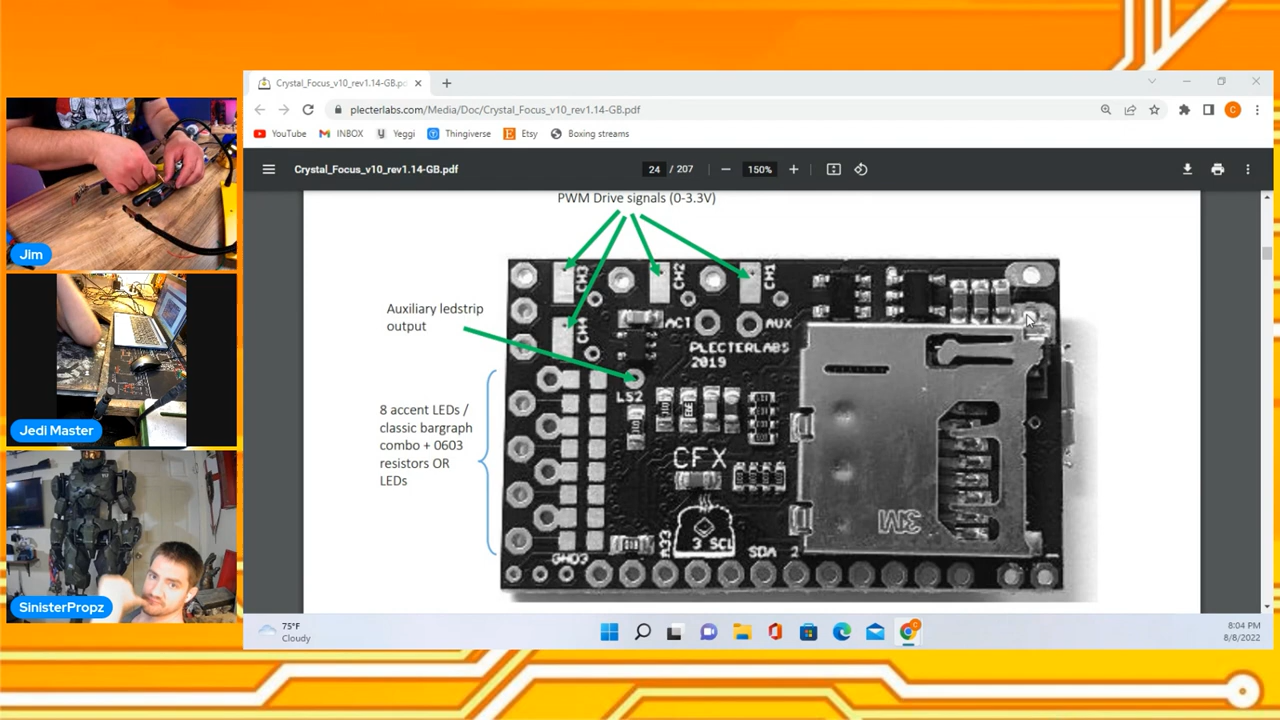 Crystal_Focus_v10_rev1.14-GB.pdf
plecterlabs.com/Media/Doc/Crystal_Focus_v10_rev1.14-GB.pdf
YouTube
INBOX
Yeggi
Thingiverse
Etsy
Boxing streams
Crystal_Focus_v10_rev1.14-GB.pdf
24 / 207
150%
PWM Drive signals (0-3.3V)
CH3
CH2
CH1
Auxiliary ledstrip
output
CH4
AC1
AUX
PLECTERLABS
2019
LS2
8 accent LEDs /
classic bargraph
combo + 0603
resistors OR
LEDs
CFX
3M
A33
3 SCL
SDA 2
GND3
Jim
Jedi Master
SinisterPropz
75°F
Cloudy
8:04 PM
8/8/2022